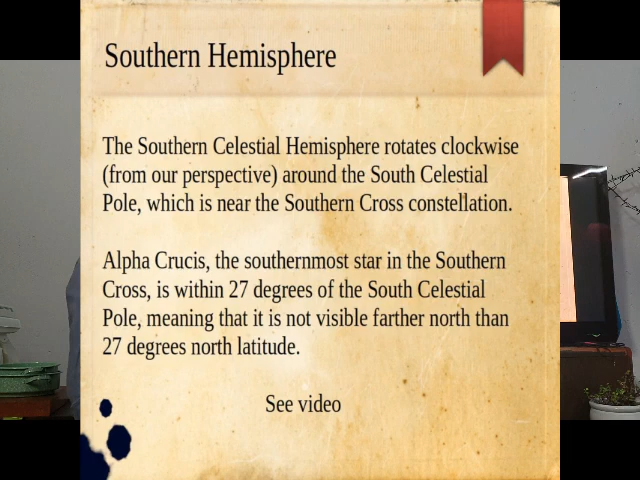 Southern Hemisphere
The Southern Celestial Hemisphere rotates clockwise
(from our perspective) around the South Celestial
Pole, which is near the Southern Cross constellation.
Alpha Crucis, the southernmost star in the Southern
Cross, is within 27 degrees of the South Celestial
Pole, meaning that it is not visible farther north than
27 degrees north latitude.
See video